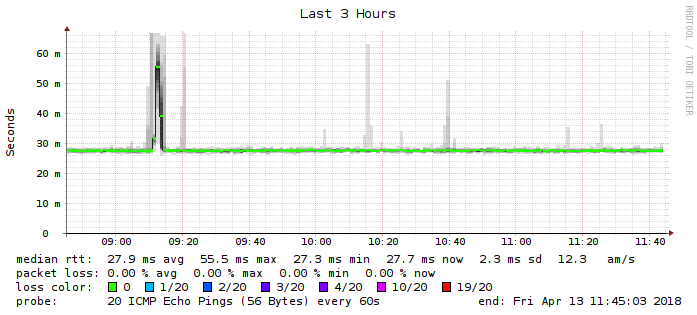 Last 3 Hours
RRDTOOL / TOBI OETIKER
Seconds
60 m
50 m
40 m
30 m
20 m
10 m
0
09:00 09:20 09:40 10:00 10:20 10:40 11:00 11:20 11:40
median rtt: 27.9 ms avg 55.5 ms max 27.3 ms min 27.7 ms now 2.3 ms sd 12.3 am/s
packet loss: 0.00 % avg 0.00 % max 0.00 % min 0.00 % now
loss color: 0 1/20 2/20 3/20 4/20 10/20 19/20
probe: 20 ICMP Echo Pings (56 Bytes) every 60s end: Fri Apr 13 11:45:03 2018